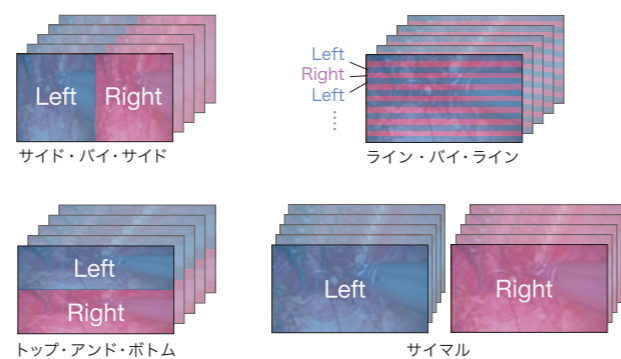 Left Right
サイド・バイ・サイド
Left
Right
Left
⋮
ライン・バイ・ライン
Left
Right
トップ・アンド・ボトム
Left Right
サイマル